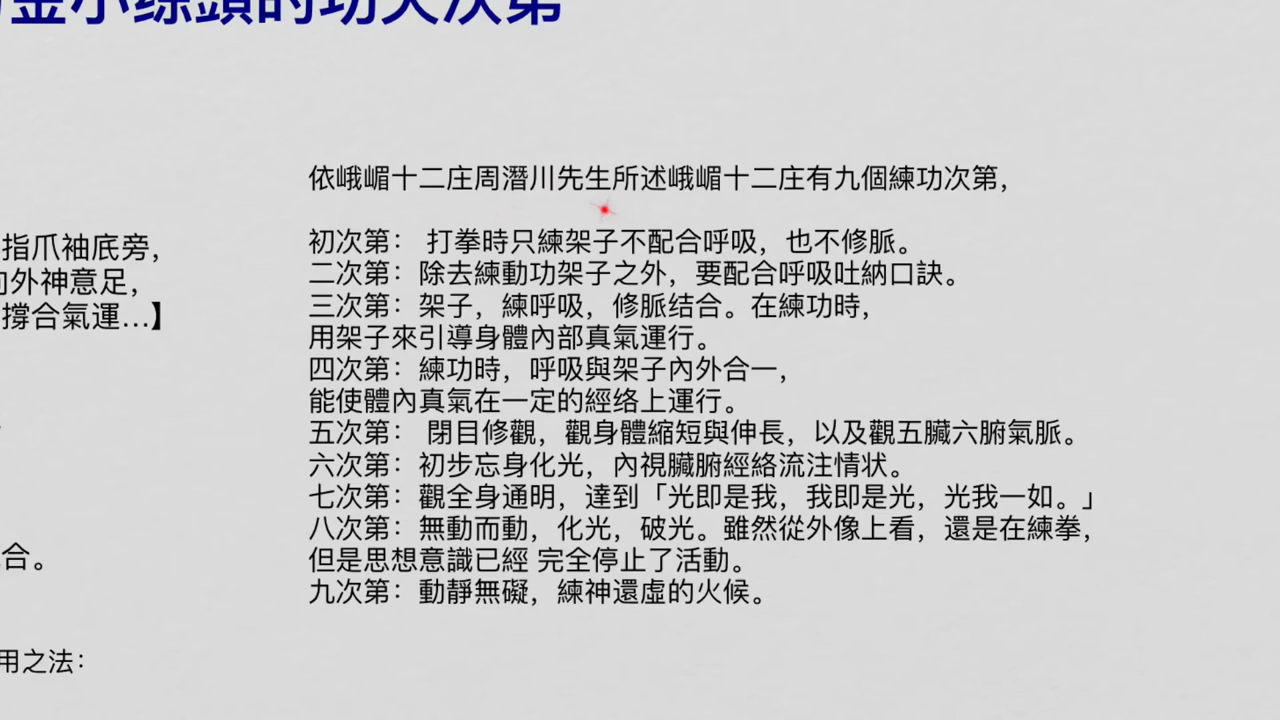 金小缐頭的功夫次第
依峨嵋十二庄周潛川先生所述峨嵋十二庄有九個練功次第，
指爪袖底旁，
向外神意足，
撐合氣運...】
初次第： 打拳時只練架子不配合呼吸，也不修脈。
二次第：除去練動功架子之外，要配合呼吸吐納口訣。
三次第：架子，練呼吸，修脈结合。在練功時，
用架子來引導身體內部真氣運行。
四次第：練功時，呼吸與架子內外合一，
能使體內真氣在一定的經络上運行。
五次第： 閉目修觀，觀身體縮短與伸長，以及觀五臟六腑氣脈。
六次第：初步忘身化光，內視臟腑經絡流注情状。
七次第：觀全身通明，達到「光即是我，我即是光，光我一如。」
八次第：無動而動，化光，破光。雖然從外像上看，還是在練拳，
但是思想意識已經 完全停止了活動。
九次第：動靜無礙，練神還虛的火候。
合。
用之法：